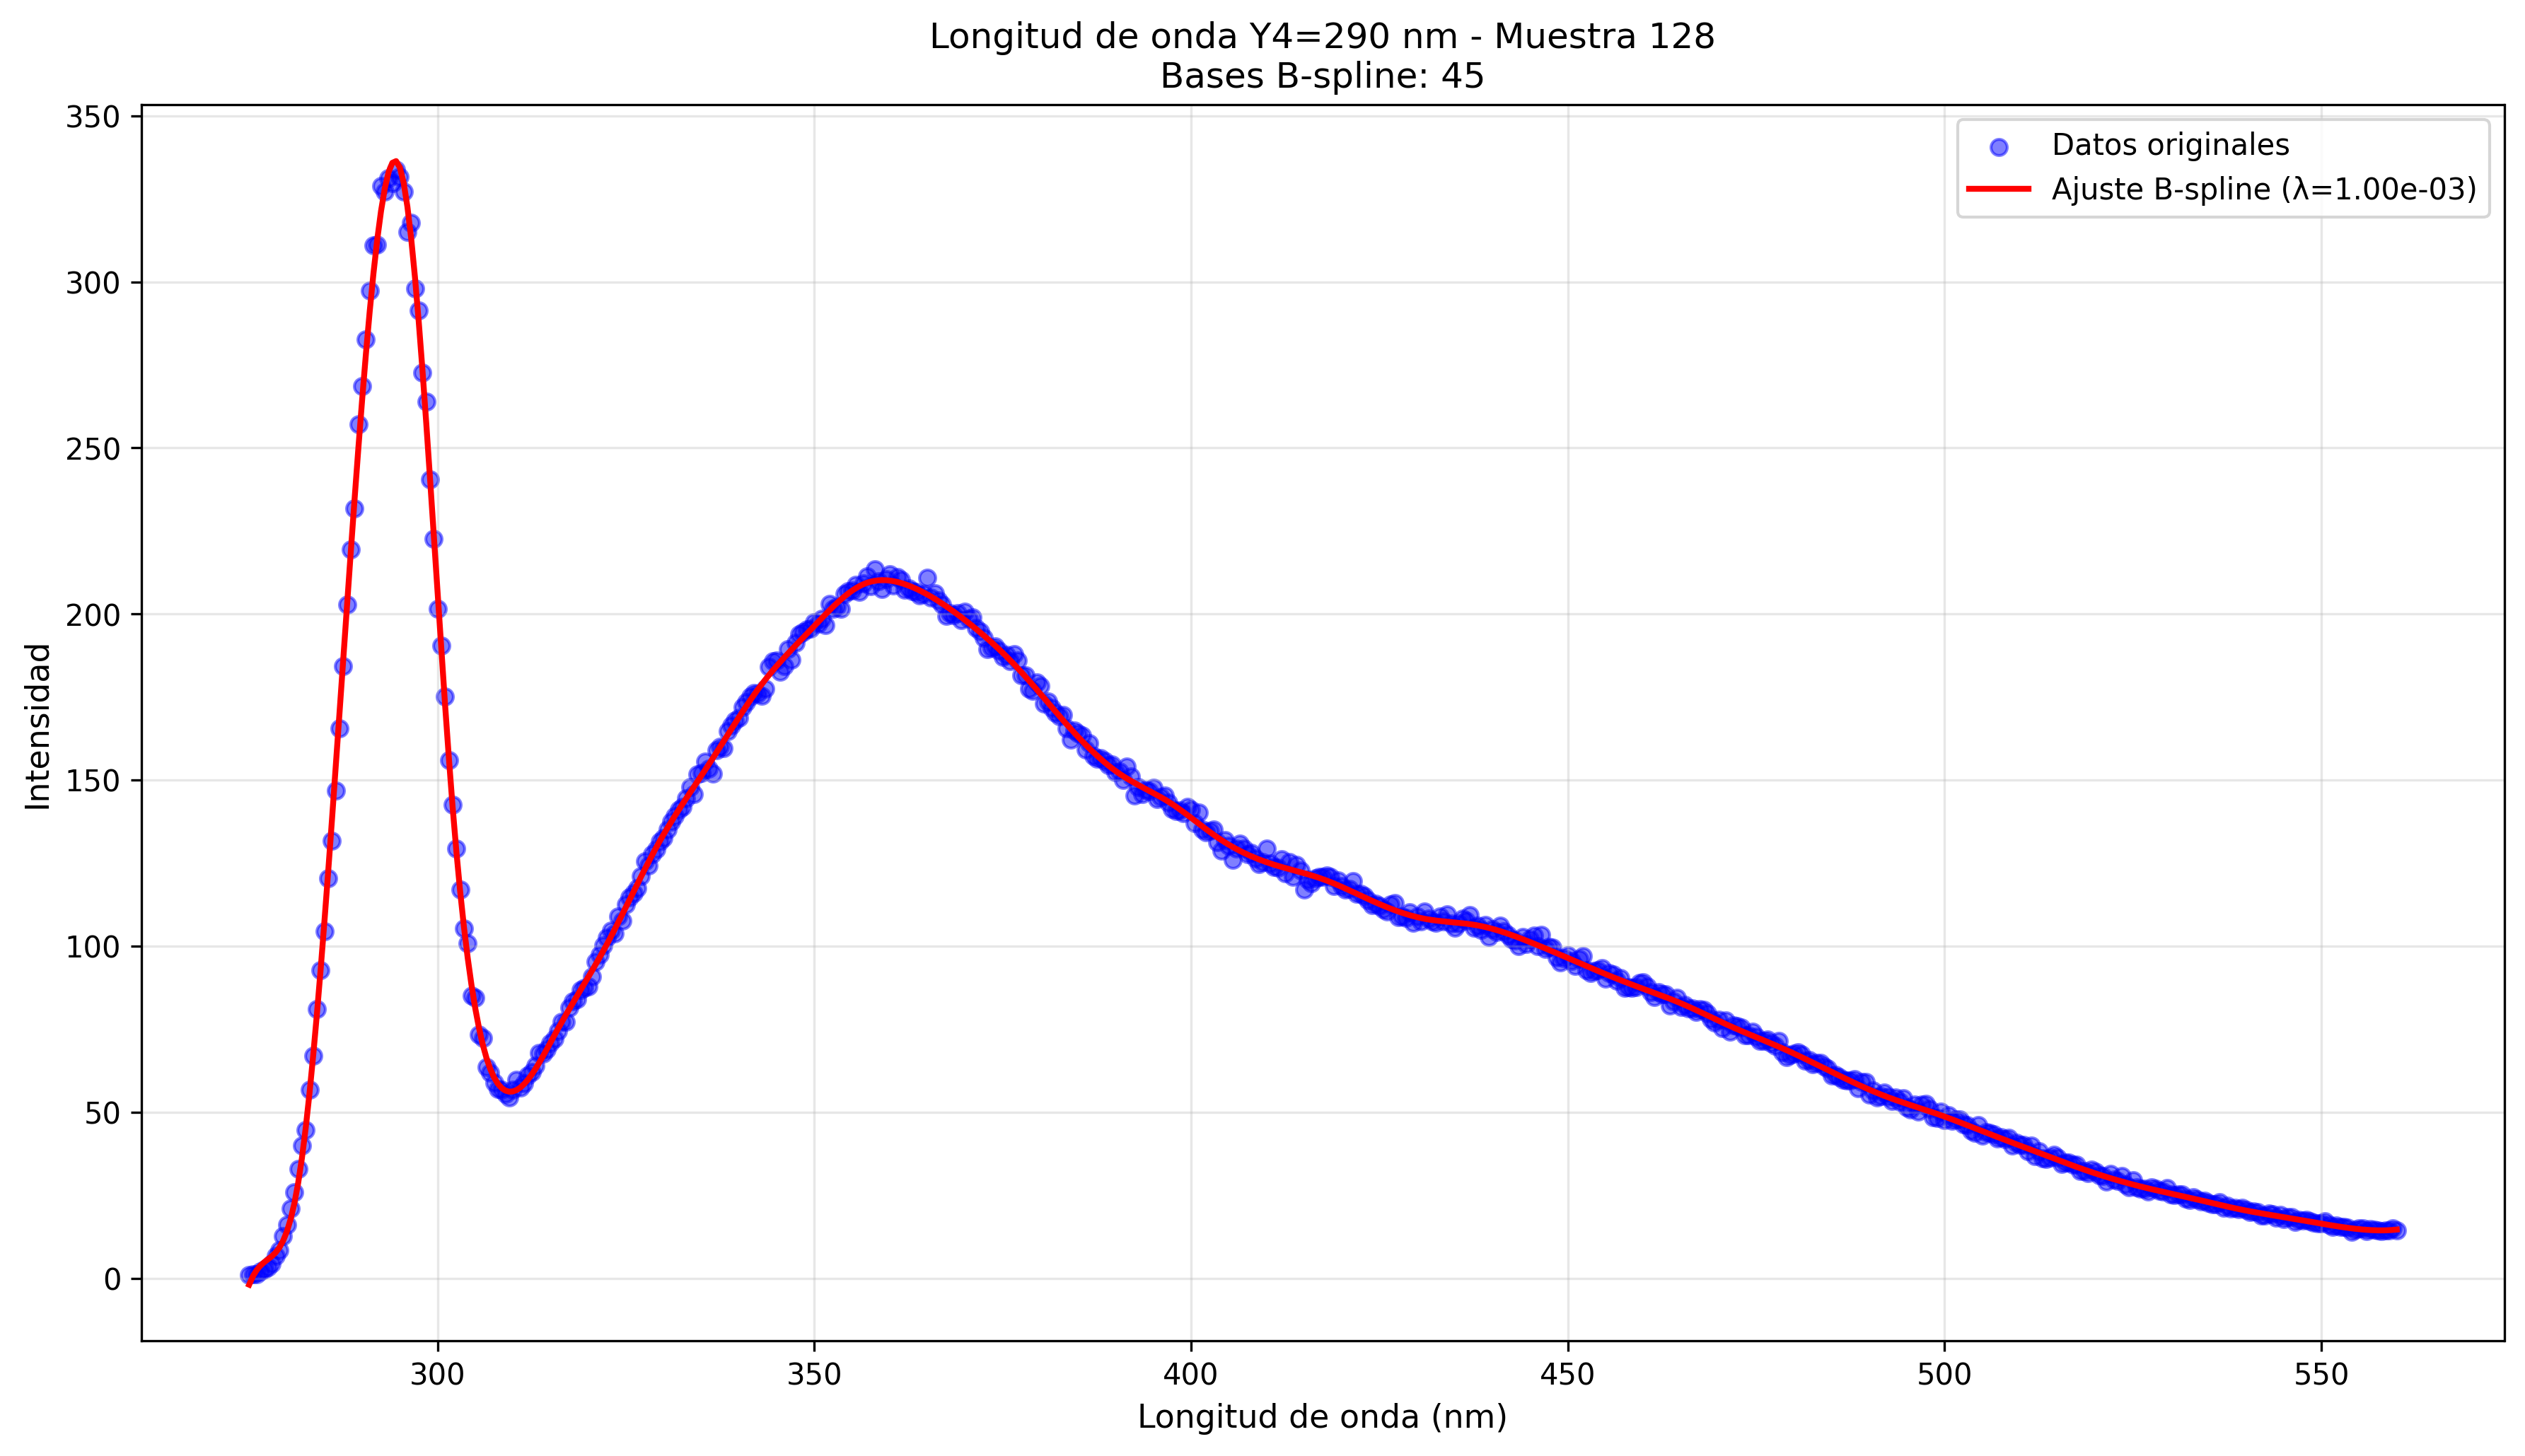 Longitud de onda Y4=290 nm - Muestra 128
Bases B-spline: 45
Datos originales
Ajuste B-spline (λ=1.00e-03)
Intensidad
350
300
250
200
150
100
50
0
300 350 400 450 500 550
Longitud de onda (nm)